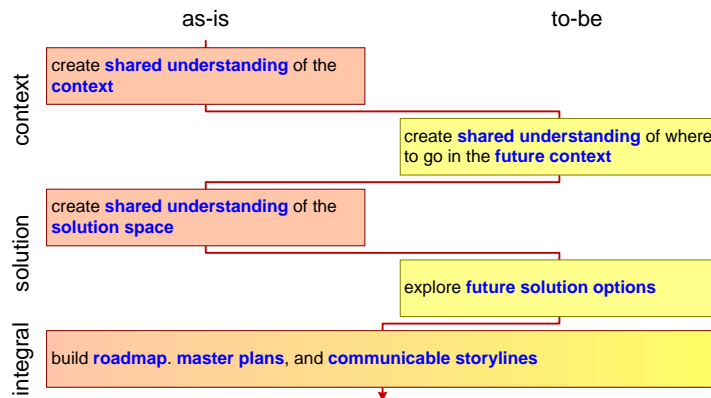 as-is
to-be
context
create shared understanding of the
context
create shared understanding of where
to go in the future context
solution
create shared understanding of the
solution space
explore future solution options
integral
build roadmap. master plans, and communicable storylines